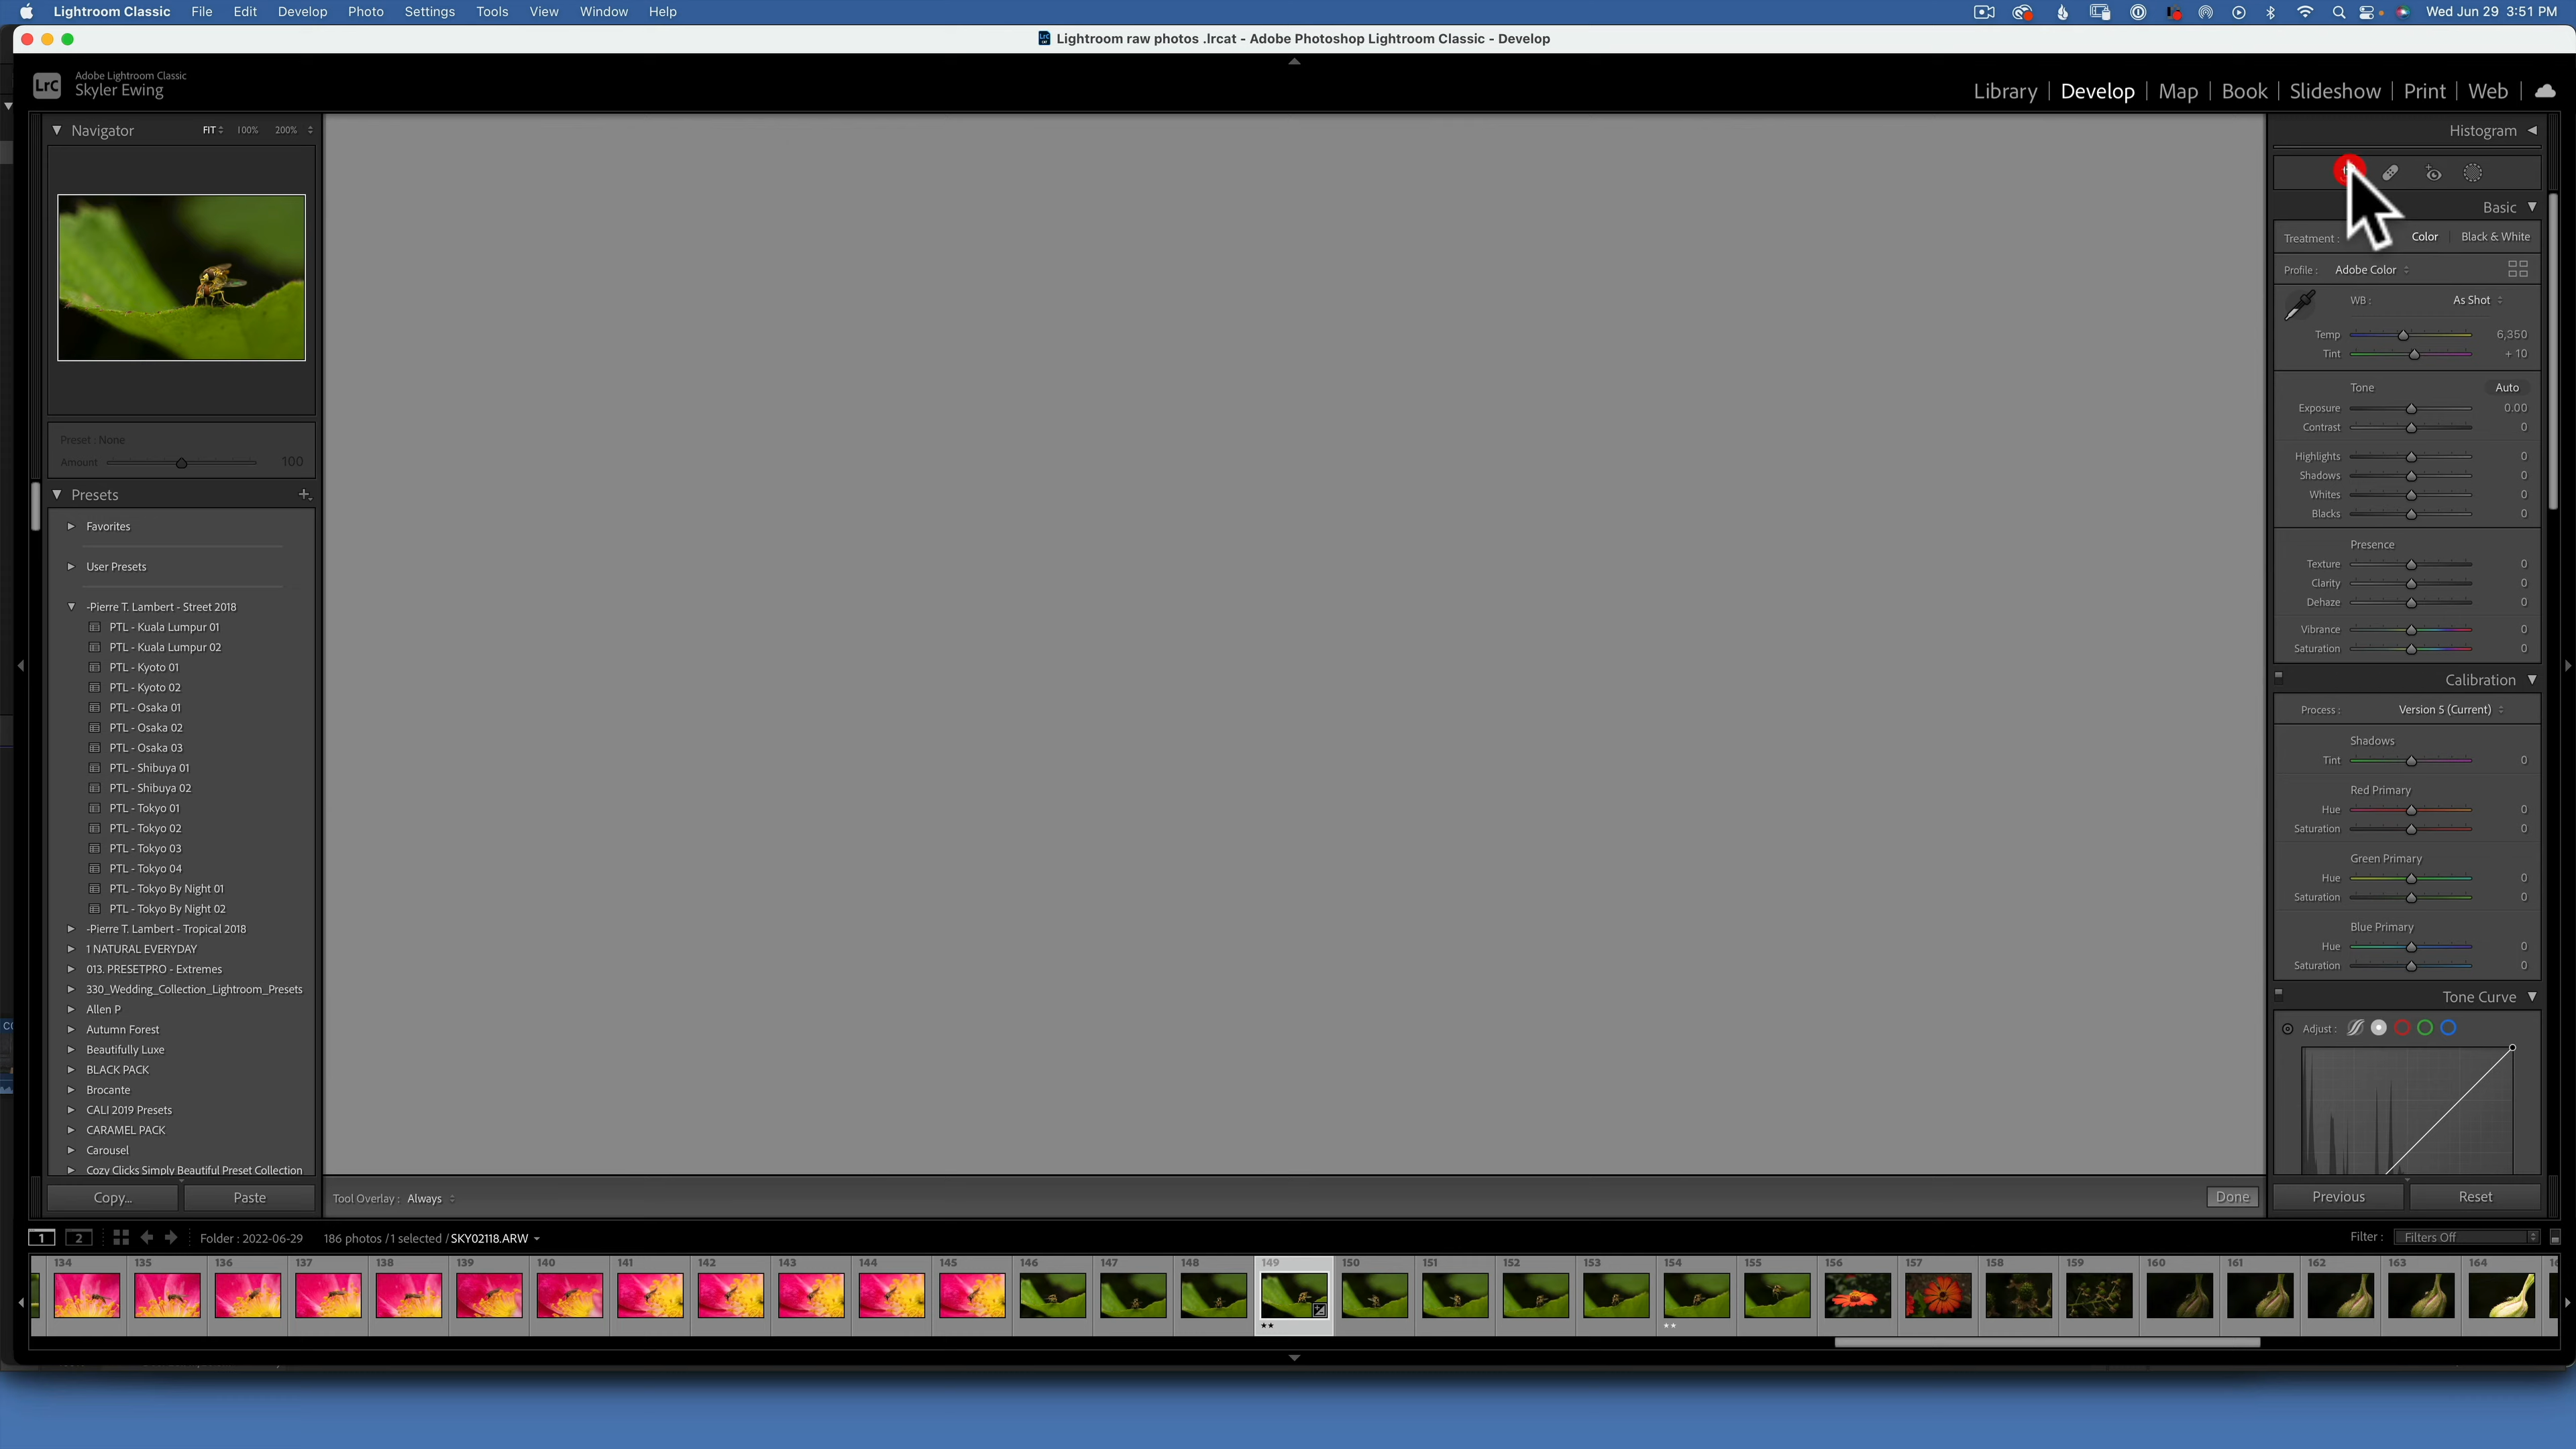 Lightroom Classic File Edit Develop Photo Settings Tools View Window Help Wed Jun 29 3:51 PM
Lightroom raw photos .lrcat - Adobe Photoshop Lightroom Classic - Develop
LrC Adobe Lightroom Classic
Skyler Ewing
Library | Develop | Map | Book | Slideshow | Print | Web
Navigator FIT 100% 200%
Preset : None
Amount 100
Presets
Favorites
User Presets
-Pierre T. Lambert - Street 2018
PTL - Kuala Lumpur 01
PTL - Kuala Lumpur 02
PTL - Kyoto 01
PTL - Kyoto 02
PTL - Osaka 01
PTL - Osaka 02
PTL - Osaka 03
PTL - Shibuya 01
PTL - Shibuya 02
PTL - Tokyo 01
PTL - Tokyo 02
PTL - Tokyo 03
PTL - Tokyo 04
PTL - Tokyo By Night 01
PTL - Tokyo By Night 02
-Pierre T. Lambert - Tropical 2018
1 NATURAL EVERYDAY
013. PRESETPRO - Extremes
330_Wedding_Collection_Lightroom_Presets
Allen P
Autumn Forest
Beautifully Luxe
BLACK PACK
Brocante
CALI 2019 Presets
CARAMEL PACK
Carousel
Cozy Clicks Simply Beautiful Preset Collection
Copy... Paste
Tool Overlay : Always Done
Histogram
Basic
Treatment : Color Black & White
Profile : Adobe Color
WB : As Shot
Temp 6,350
Tint + 10
Tone Auto
Exposure 0.00
Contrast 0
Highlights 0
Shadows 0
Whites 0
Blacks 0
Presence
Texture 0
Clarity 0
Dehaze 0
Vibrance 0
Saturation 0
Calibration
Process : Version 5 (Current)
Shadows
Tint 0
Red Primary
Hue 0
Saturation 0
Green Primary
Hue 0
Saturation 0
Blue Primary
Hue 0
Saturation 0
Tone Curve
Adjust :
Previous Reset
1 2 Folder : 2022-06-29 186 photos / 1 selected / SKY02118.ARW Filter : Filters Off
134 135 136 137 138 139 140 141 142 143 144 145 146 147 148 149 150 151 152 153 154 155 156 157 158 159 160 161 162 163 164